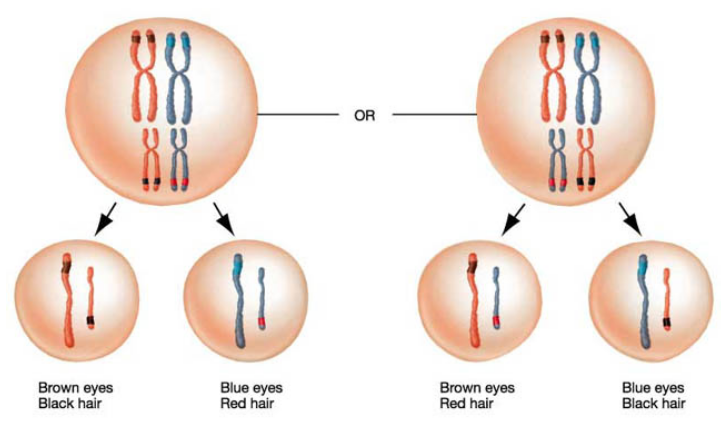 OR
Brown eyes
Black hair
Blue eyes
Red hair
Brown eyes
Red hair
Blue eyes
Black hair